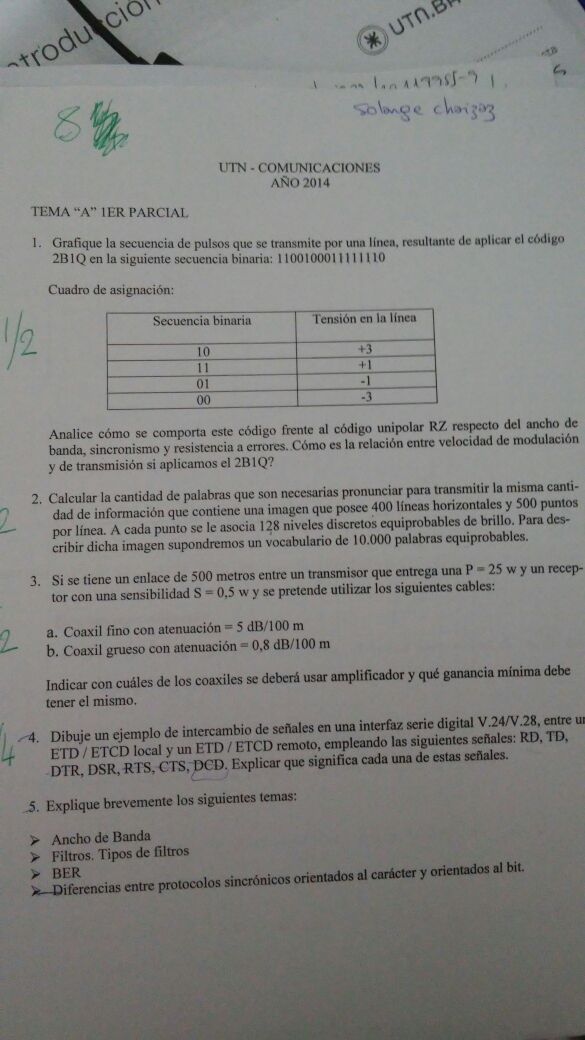 UTN.BA
8
Solange
UTN - COMUNICACIONES
AÑO 2014
TEMA “A” 1ER PARCIAL
1. Grafique la secuencia de pulsos que se transmite por una línea, resultante de aplicar el código
2B1Q en la siguiente secuencia binaria: 1100100011111110
Cuadro de asignación:
1/2
Secuencia binaria Tensión en la línea
10 +3
11 +1
01 -1
00 -3
Analice cómo se comporta este código frente al código unipolar RZ respecto del ancho de
banda, sincronismo y resistencia a errores. Cómo es la relación entre velocidad de modulación
y de transmisión si aplicamos el 2B1Q?
2. Calcular la cantidad de palabras que son necesarias pronunciar para transmitir la misma canti-
dad de información que contiene una imagen que posee 400 líneas horizontales y 500 puntos
por línea. A cada punto se le asocia 128 niveles discretos equiprobables de brillo. Para des-
cribir dicha imagen supondremos un vocabulario de 10.000 palabras equiprobables.
2
3. Si se tiene un enlace de 500 metros entre un transmisor que entrega una P = 25 w y un recep-
tor con una sensibilidad S = 0,5 w y se pretende utilizar los siguientes cables:
a. Coaxil fino con atenuación = 5 dB/100 m
b. Coaxil grueso con atenuación = 0,8 dB/100 m
2
Indicar con cuáles de los coaxiles se deberá usar amplificador y qué ganancia mínima debe
tener el mismo.
4. Dibuje un ejemplo de intercambio de señales en una interfaz serie digital V.24/V.28, entre un
ETD / ETCD local y un ETD / ETCD remoto, empleando las siguientes señales: RD, TD,
DTR, DSR, RTS, CTS, DCD. Explicar que significa cada una de estas señales.
4
5. Explique brevemente los siguientes temas:
➢ Ancho de Banda
➢ Filtros. Tipos de filtros
➢ BER
➢ Diferencias entre protocolos sincrónicos orientados al carácter y orientados al bit.